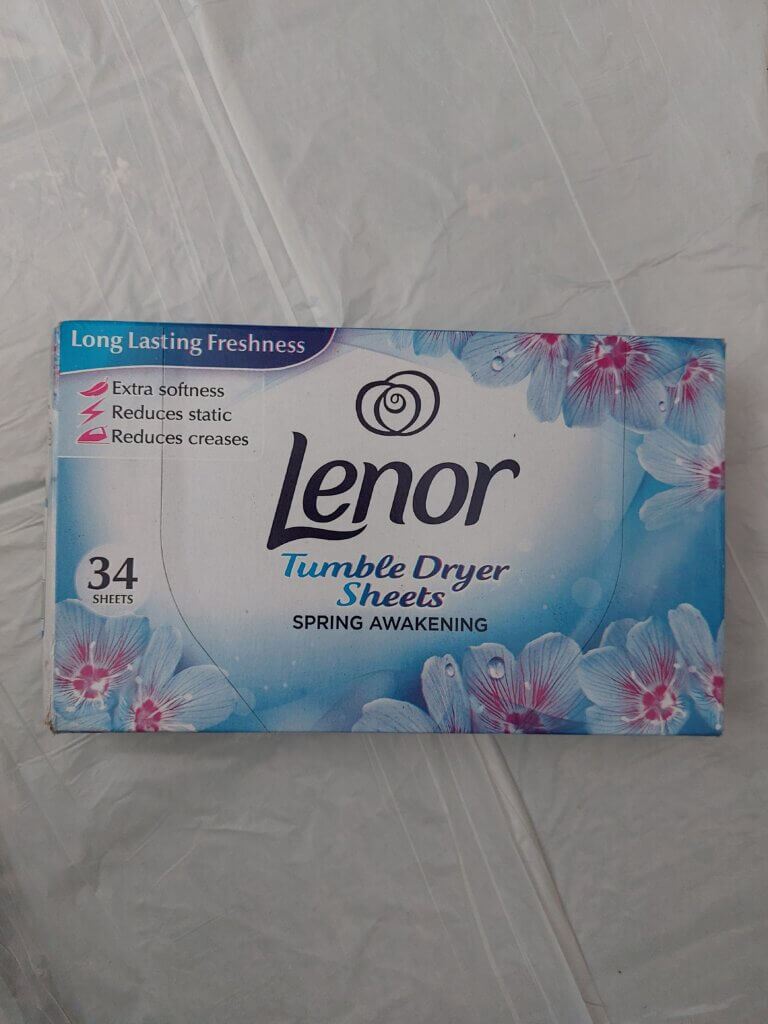 Long Lasting Freshness
Extra softness
Reduces static
Reduces creases
Lenor
Tumble Dryer
Sheets
SPRING AWAKENING
34
SHEETS